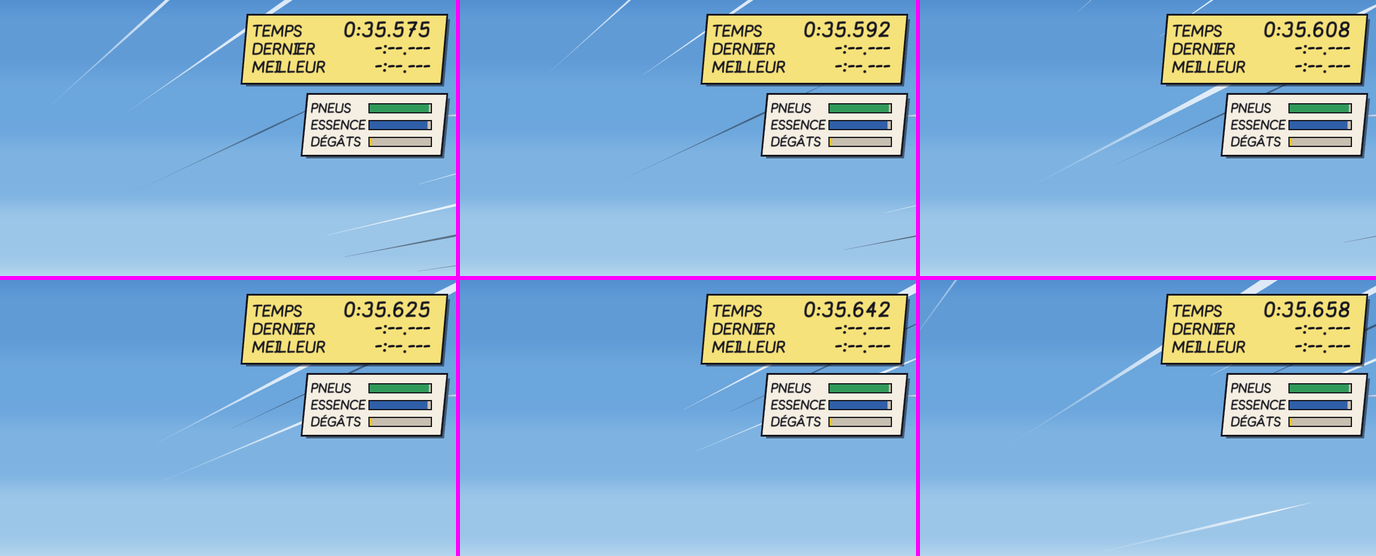 TEMPS 0:35.575
DERNIER -:--.---
MEILLEUR -:--.---
PNEUS
ESSENCE
DÉGÂTS
TEMPS 0:35.592
DERNIER -:--.---
MEILLEUR -:--.---
PNEUS
ESSENCE
DÉGÂTS
TEMPS 0:35.608
DERNIER -:--.---
MEILLEUR -:--.---
PNEUS
ESSENCE
DÉGÂTS
TEMPS 0:35.625
DERNIER -:--.---
MEILLEUR -:--.---
PNEUS
ESSENCE
DÉGÂTS
TEMPS 0:35.642
DERNIER -:--.---
MEILLEUR -:--.---
PNEUS
ESSENCE
DÉGÂTS
TEMPS 0:35.658
DERNIER -:--.---
MEILLEUR -:--.---
PNEUS
ESSENCE
DÉGÂTS